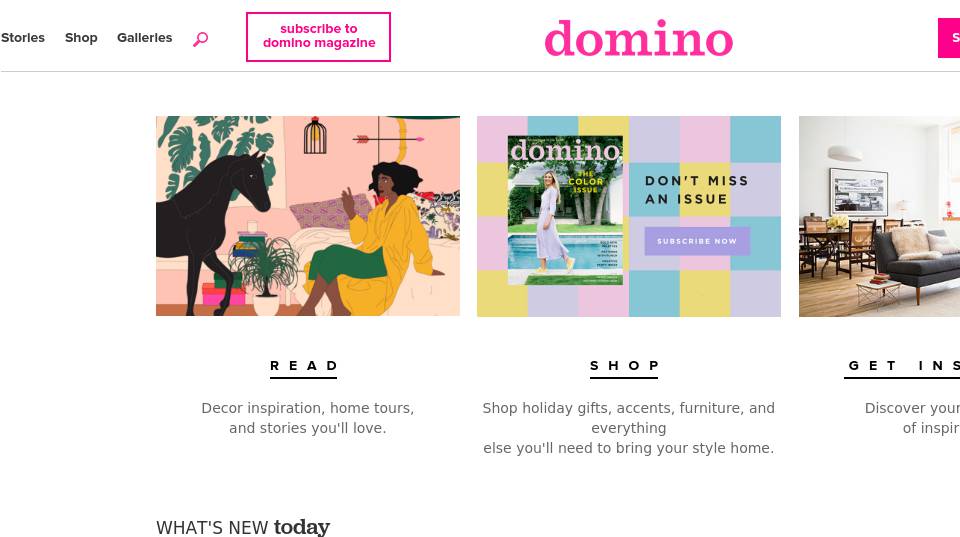 Stories Shop Galleries
subscribe to
domino magazine
domino
S
domino
THE
COLOR
ISSUE
DON'T MISS
AN ISSUE
SUBSCRIBE NOW
READ
SHOP
GET INS
Decor inspiration, home tours,
and stories you'll love.
Shop holiday gifts, accents, furniture, and
everything
else you'll need to bring your style home.
Discover your
of inspir
WHAT'S NEW today